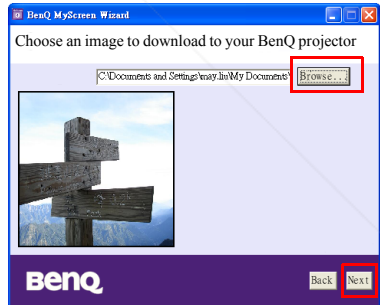 BenQ MyScreen Wizard
Choose an image to download to your BenQ projector
C:\Documents and Settings\may.liu\My Documents\
Browse...
BenQ
Back
Next